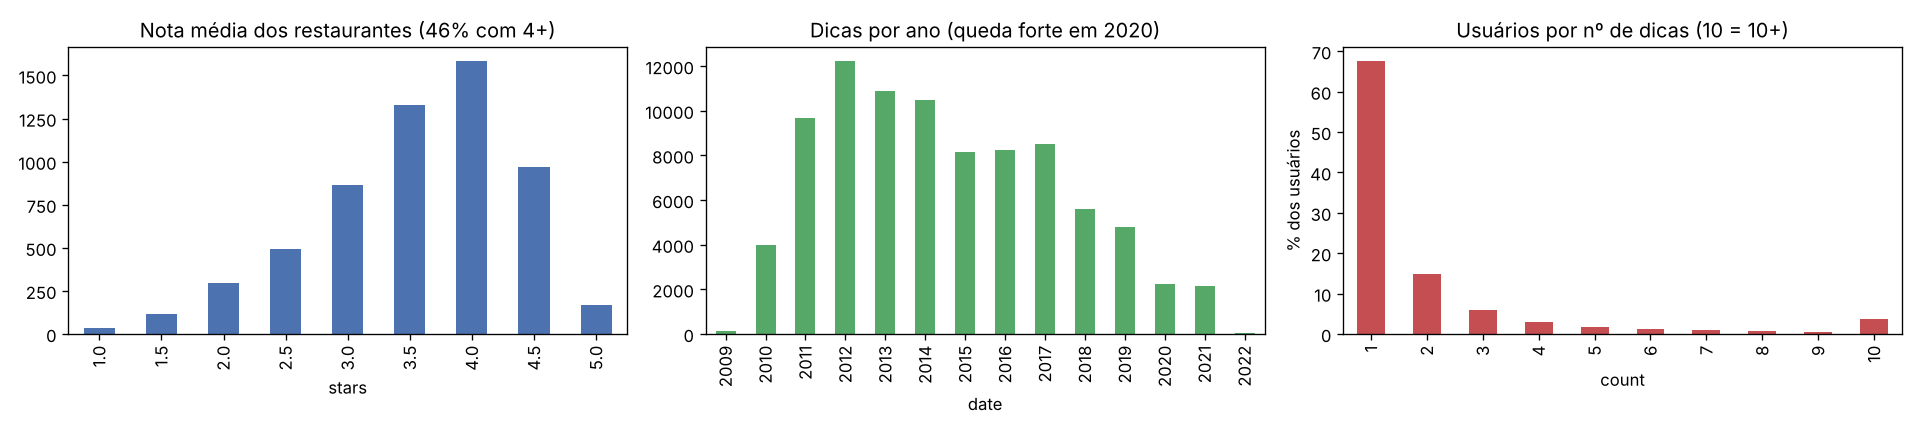 Nota média dos restaurantes (46% com 4+)
1500
1250
1000
750
500
250
0
1.0 1.5 2.0 2.5 3.0 3.5 4.0 4.5 5.0
stars
Dicas por ano (queda forte em 2020)
12000
10000
8000
6000
4000
2000
0
2009 2010 2011 2012 2013 2014 2015 2016 2017 2018 2019 2020 2021 2022
date
Usuários por nº de dicas (10 = 10+)
% dos usuários
70
60
50
40
30
20
10
0
1 2 3 4 5 6 7 8 9 10
count